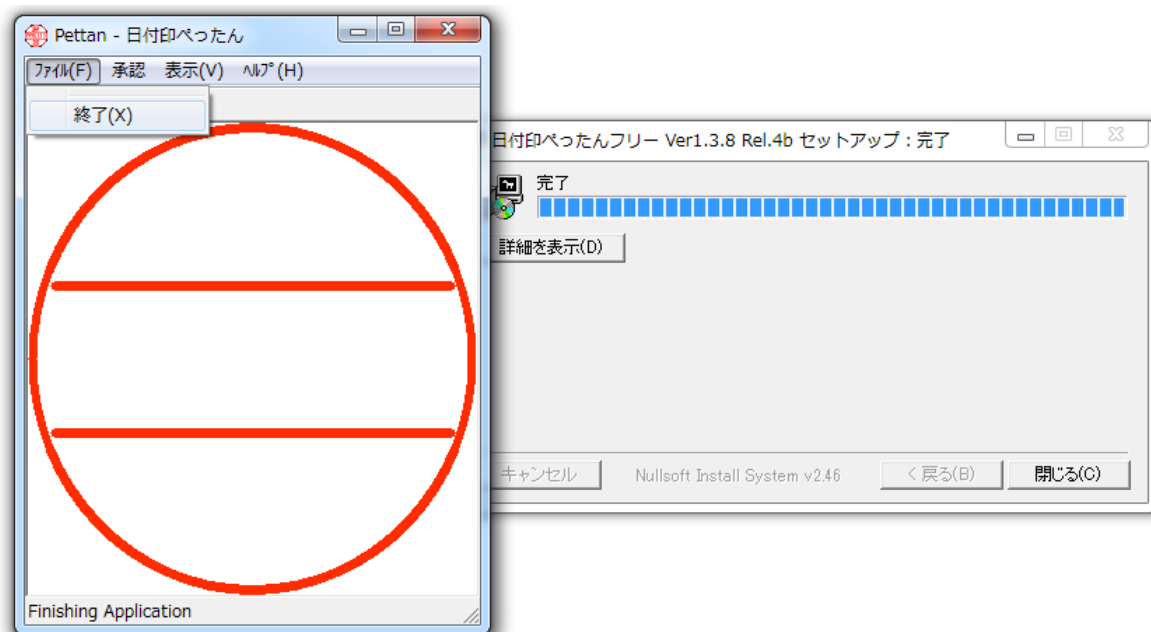 Pettan - 日付印ぺったん
ﾌｧｲﾙ(F) 承認 表示(V) ﾍﾙﾌﾟ(H)
終了(X)
Finishing Application
日付印ぺったんフリー Ver1.3.8 Rel.4b セットアップ：完了
完了
詳細を表示(D)
キャンセル Nullsoft Install System v2.46 < 戻る(B) 閉じる(C)